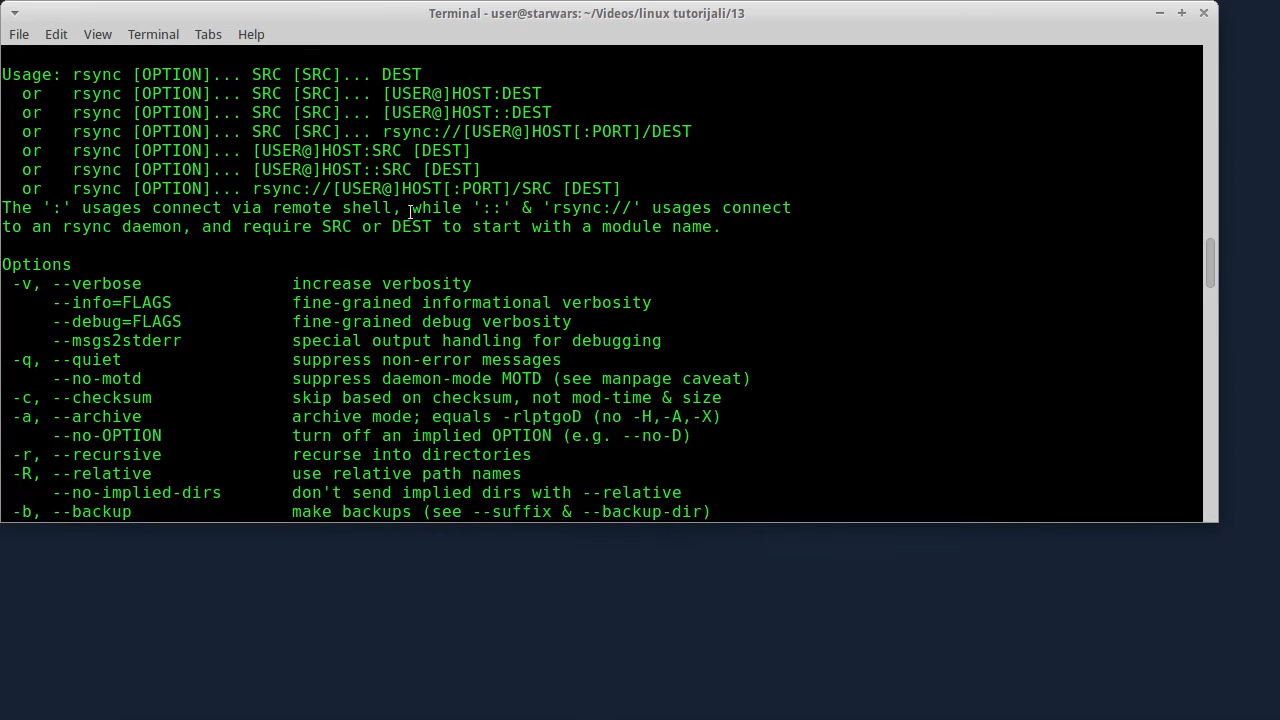 Terminal - user@starwars: ~/Videos/linux tutorijali/13
File Edit View Terminal Tabs Help
Usage: rsync [OPTION]... SRC [SRC]... DEST
  or   rsync [OPTION]... SRC [SRC]... [USER@]HOST:DEST
  or   rsync [OPTION]... SRC [SRC]... [USER@]HOST::DEST
  or   rsync [OPTION]... SRC [SRC]... rsync://[USER@]HOST[:PORT]/DEST
  or   rsync [OPTION]... [USER@]HOST:SRC [DEST]
  or   rsync [OPTION]... [USER@]HOST::SRC [DEST]
  or   rsync [OPTION]... rsync://[USER@]HOST[:PORT]/SRC [DEST]
The ':' usages connect via remote shell, while '::' & 'rsync://' usages connect
to an rsync daemon, and require SRC or DEST to start with a module name.
Options
 -v, --verbose               increase verbosity
     --info=FLAGS            fine-grained informational verbosity
     --debug=FLAGS           fine-grained debug verbosity
     --msgs2stderr           special output handling for debugging
 -q, --quiet                 suppress non-error messages
     --no-motd               suppress daemon-mode MOTD (see manpage caveat)
 -c, --checksum              skip based on checksum, not mod-time & size
 -a, --archive               archive mode; equals -rlptgoD (no -H,-A,-X)
     --no-OPTION             turn off an implied OPTION (e.g. --no-D)
 -r, --recursive             recurse into directories
 -R, --relative              use relative path names
     --no-implied-dirs       don't send implied dirs with --relative
 -b, --backup                make backups (see --suffix & --backup-dir)